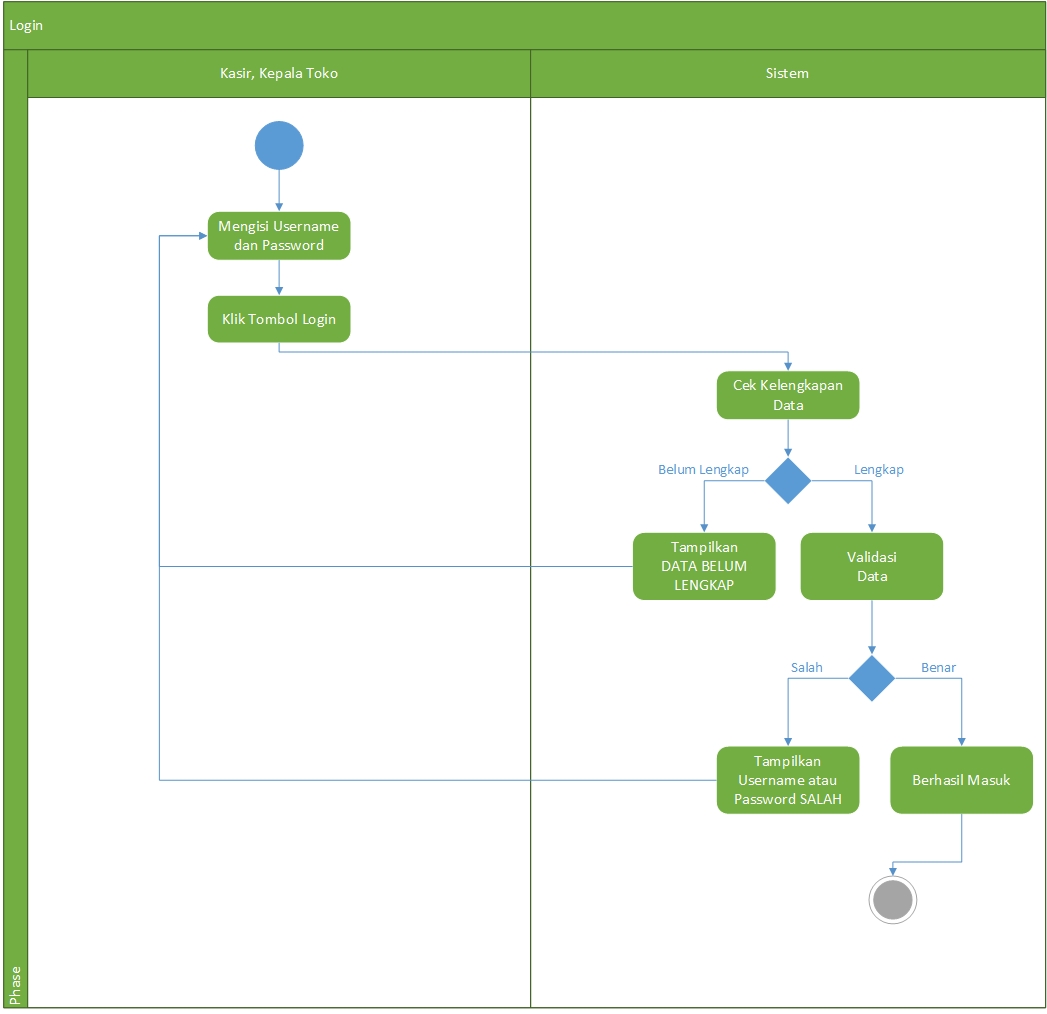 Login
Kasir, Kepala Toko
Sistem
Mengisi Username
dan Password
Klik Tombol Login
Cek Kelengkapan
Data
Belum Lengkap
Lengkap
Tampilkan
DATA BELUM
LENGKAP
Validasi
Data
Salah
Benar
Tampilkan
Username atau
Password SALAH
Berhasil Masuk
Phase